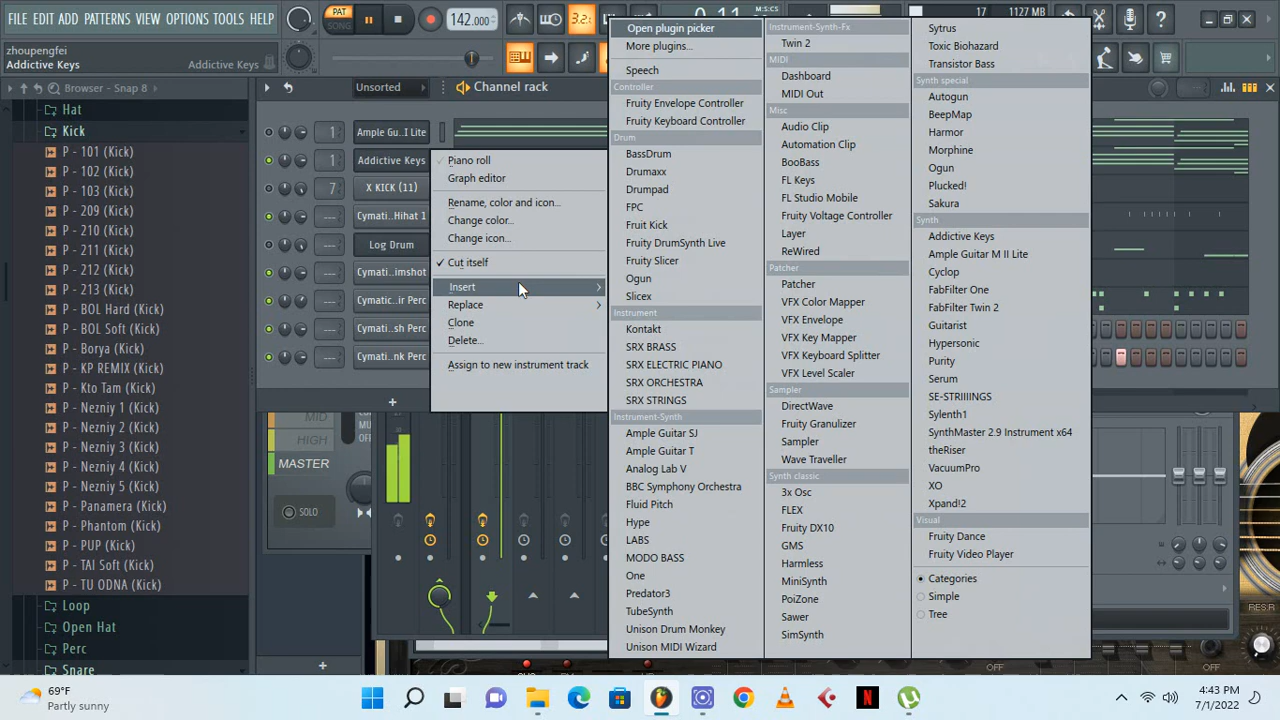 FILE EDIT ADD PATTERNS VIEW OPTIONS TOOLS HELP
zhoupengfei
Addictive Keys
Addictive Keys
PAT
SONG
142.000
3.2
17
1127 MB
Browser - Snap 8
Unsorted
Channel rack
Hat
Kick
P - 101 (Kick)
P - 102 (Kick)
P - 103 (Kick)
P - 209 (Kick)
P - 210 (Kick)
P - 211 (Kick)
P - 212 (Kick)
P - 213 (Kick)
P - BOL Hard (Kick)
P - BOL Soft (Kick)
P - Borya (Kick)
P - KP REMIX (Kick)
P - Kto Tam (Kick)
P - Nezniy 1 (Kick)
P - Nezniy 2 (Kick)
P - Nezniy 3 (Kick)
P - Nezniy 4 (Kick)
P - Nezniy 5 (Kick)
P - Panamera (Kick)
P - Phantom (Kick)
P - PUP (Kick)
P - TAI Soft (Kick)
P - TU ODNA (Kick)
Loop
Open Hat
Perc
Snare
1 Ample Gu..I Lite
1 Addictive Keys
7 X KICK (11)
--- Cymati..Hihat 1
--- Log Drum
--- Cymati..imshot
--- Cymatic..ir Perc
--- Cymati..sh Perc
--- Cymati..nk Perc
MID
HIGH
MASTER
SOLO
Piano roll
Graph editor
Rename, color and icon...
Change color...
Change icon...
Cut itself
Insert
Replace
Clone
Delete...
Assign to new instrument track
Open plugin picker
More plugins...
Speech
Controller
Fruity Envelope Controller
Fruity Keyboard Controller
Drum
BassDrum
Drumaxx
Drumpad
FPC
Fruit Kick
Fruity DrumSynth Live
Fruity Slicer
Ogun
Slicex
Instrument
Kontakt
SRX BRASS
SRX ELECTRIC PIANO
SRX ORCHESTRA
SRX STRINGS
Instrument-Synth
Ample Guitar SJ
Ample Guitar T
Analog Lab V
BBC Symphony Orchestra
Fluid Pitch
Hype
LABS
MODO BASS
One
Predator3
TubeSynth
Unison Drum Monkey
Unison MIDI Wizard
Instrument-Synth-Fx
Twin 2
MIDI
Dashboard
MIDI Out
Misc
Audio Clip
Automation Clip
BooBass
FL Keys
FL Studio Mobile
Fruity Voltage Controller
Layer
ReWired
Patcher
Patcher
VFX Color Mapper
VFX Envelope
VFX Key Mapper
VFX Keyboard Splitter
VFX Level Scaler
Sampler
DirectWave
Fruity Granulizer
Sampler
Wave Traveller
Synth classic
3x Osc
FLEX
Fruity DX10
GMS
Harmless
MiniSynth
PoiZone
Sawer
SimSynth
Sytrus
Toxic Biohazard
Transistor Bass
Synth special
Autogun
BeepMap
Harmor
Morphine
Ogun
Plucked!
Sakura
Synth
Addictive Keys
Ample Guitar M II Lite
Cyclop
FabFilter One
FabFilter Twin 2
Guitarist
Hypersonic
Purity
Serum
SE-STRIIIINGS
Sylenth1
SynthMaster 2.9 Instrument x64
theRiser
VacuumPro
XO
Xpand!2
Visual
Fruity Dance
Fruity Video Player
Categories
Simple
Tree
RES:R
OFF
OFF
69°F
Partly sunny
4:43 PM
7/1/2022